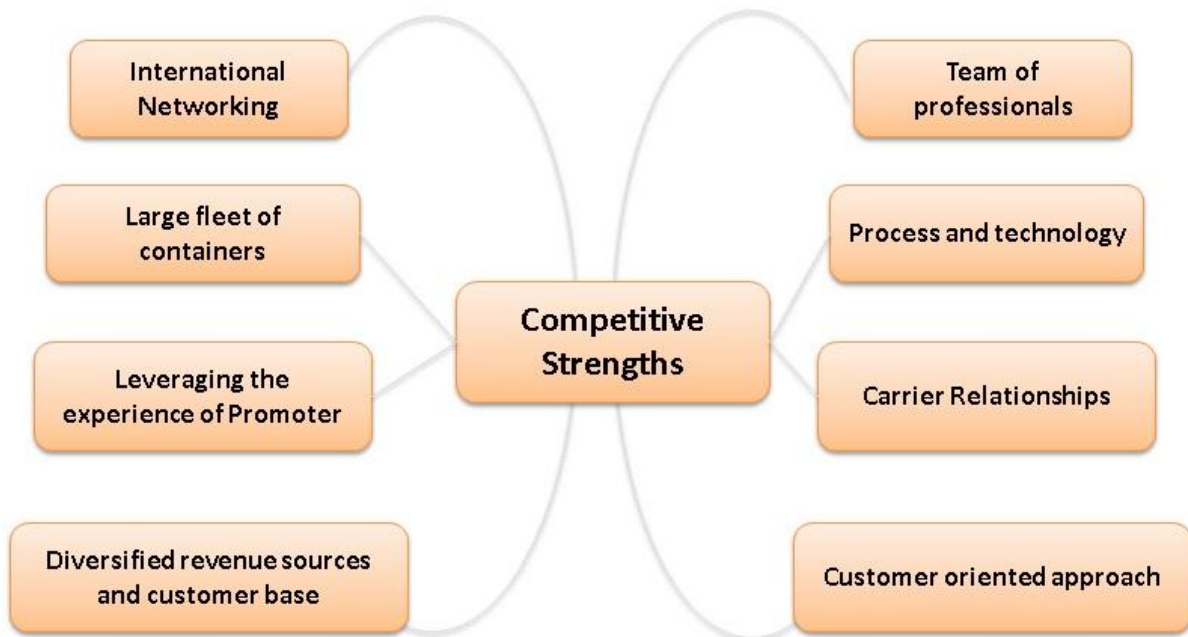 International
Networking
Large fleet of
containers
Leveraging the
experience of Promoter
Diversified revenue sources
and customer base
Competitive
Strengths
Team of
professionals
Process and technology
Carrier Relationships
Customer oriented approach